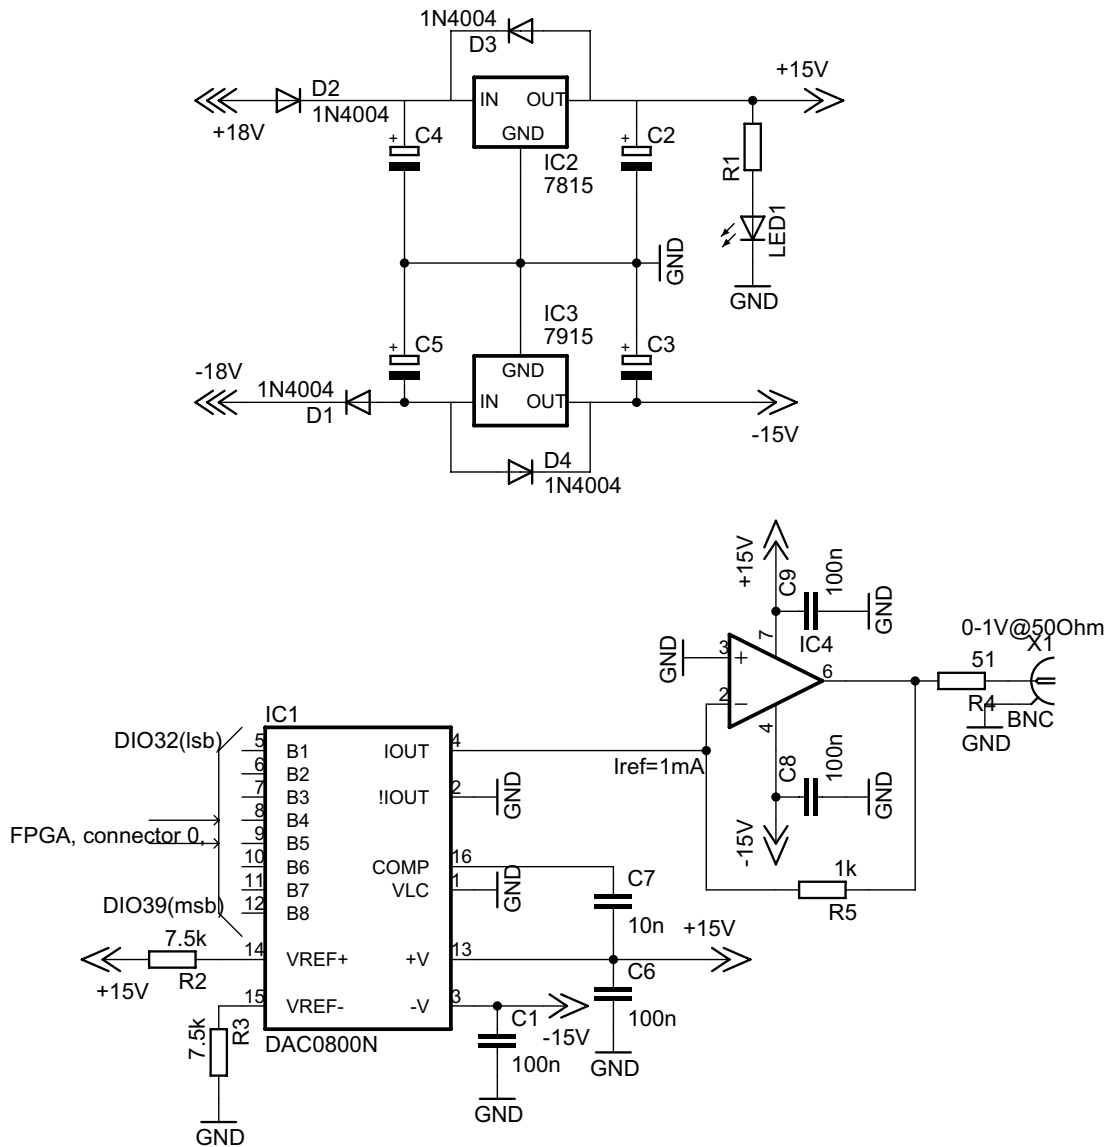 1N4004
D3
+15V
D2
1N4004
+18V
IN
OUT
GND
+
C4
+
C2
IC2
7815
R1
LED1
GND
GND
IC3
7915
+
C5
+
C3
GND
-18V
1N4004
D1
IN
OUT
-15V
D4
1N4004
+15V
C9
100n
GND
0-1V@50Ohm
X1
7
IC4
GND
3
+
6
51
R4
2
-
4
BNC
GND
IC1
DIO32(lsb)
5
B1
IOUT
4
Iref=1mA
C8
100n
GND
-15V
6
B2
7
B3
!IOUT
2
GND
8
B4
FPGA, connector 0,
9
B5
10
B6
COMP
16
1k
R5
11
B7
VLC
1
GND
C7
10n
DIO39(msb)
12
B8
7.5k
14
VREF+
+V
13
+15V
R2
+15V
C6
100n
15
VREF-
-V
3
C1
-15V
7.5k
R3
DAC0800N
100n
GND
GND
GND